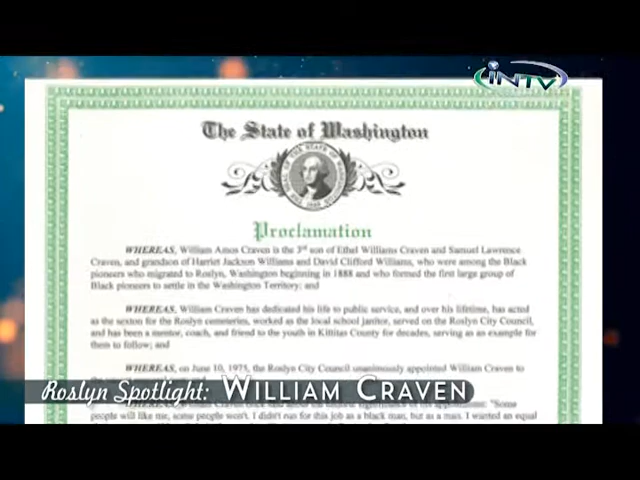 iNTV
The State of Washington
Proclamation
WHEREAS, William Amos Craven is the 3rd son of Ethel Williams Craven and Samuel Lawrence
Craven, and grandson of Harriet Jackson Williams and David Clifford Williams, who were among the Black
pioneers who migrated to Roslyn, Washington beginning in 1888 and who formed the first large group of
Black pioneers to settle in the Washington Territory; and
WHEREAS, William Craven has dedicated his life to public service, and over his lifetime, has acted
as the sexton for the Roslyn cemeteries, worked as the local school janitor, served on the Roslyn City Council,
and has been a mentor, coach, and friend to the youth in Kittitas County for decades, serving as an example for
them to follow; and
WHEREAS, on June 10, 1975, the Roslyn City Council unanimously appointed William Craven to
Roslyn Spotlight: William Craven
people will like me, some people won't. I didn't run for this job as a black man, but as a man. I wanted an equal